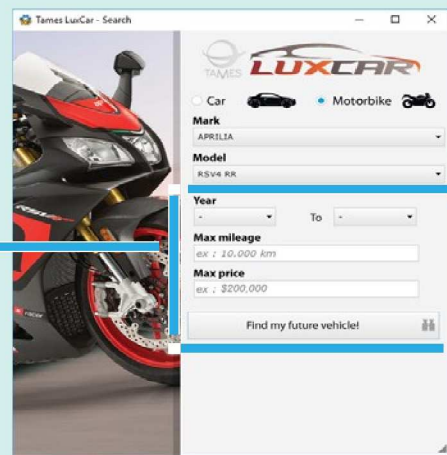 Tames LuxCar - Search
TAMES LUXCAR
Car Motorbike
Mark
APRILIA
Model
RSV4 RR
Year
- To -
Max mileage
ex : 10.000 km
Max price
ex : $200,000
Find my future vehicle!